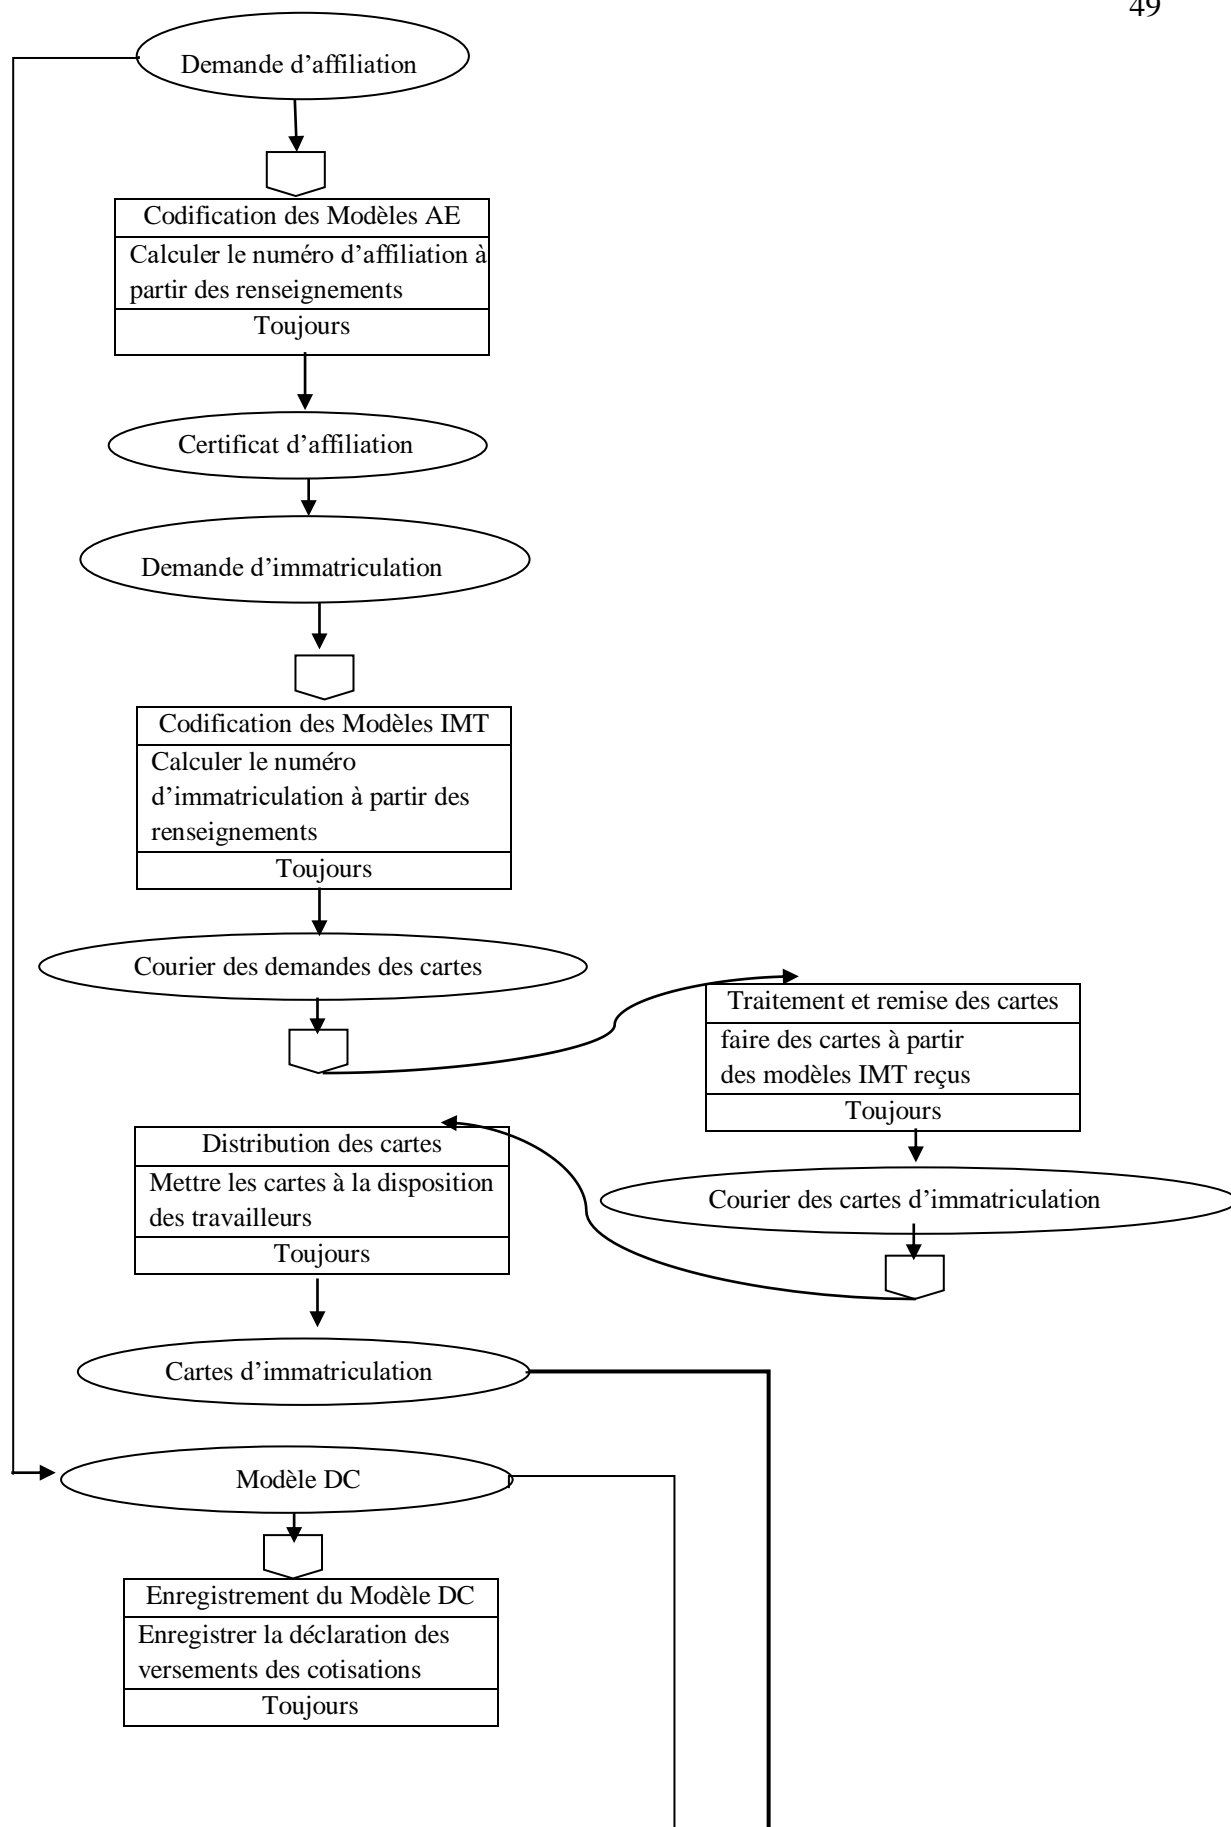 49
Demande d’affiliation
Codification des Modèles AE
Calculer le numéro d’affiliation à
partir des renseignements
Toujours
Certificat d’affiliation
Demande d’immatriculation
Codification des Modèles IMT
Calculer le numéro
d’immatriculation à partir des
renseignements
Toujours
Courier des demandes des cartes
Traitement et remise des cartes
faire des cartes à partir
des modèles IMT reçus
Toujours
Courier des cartes d’immatriculation
Distribution des cartes
Mettre les cartes à la disposition
des travailleurs
Toujours
Cartes d’immatriculation
Modèle DC
Enregistrement du Modèle DC
Enregistrer la déclaration des
versements des cotisations
Toujours